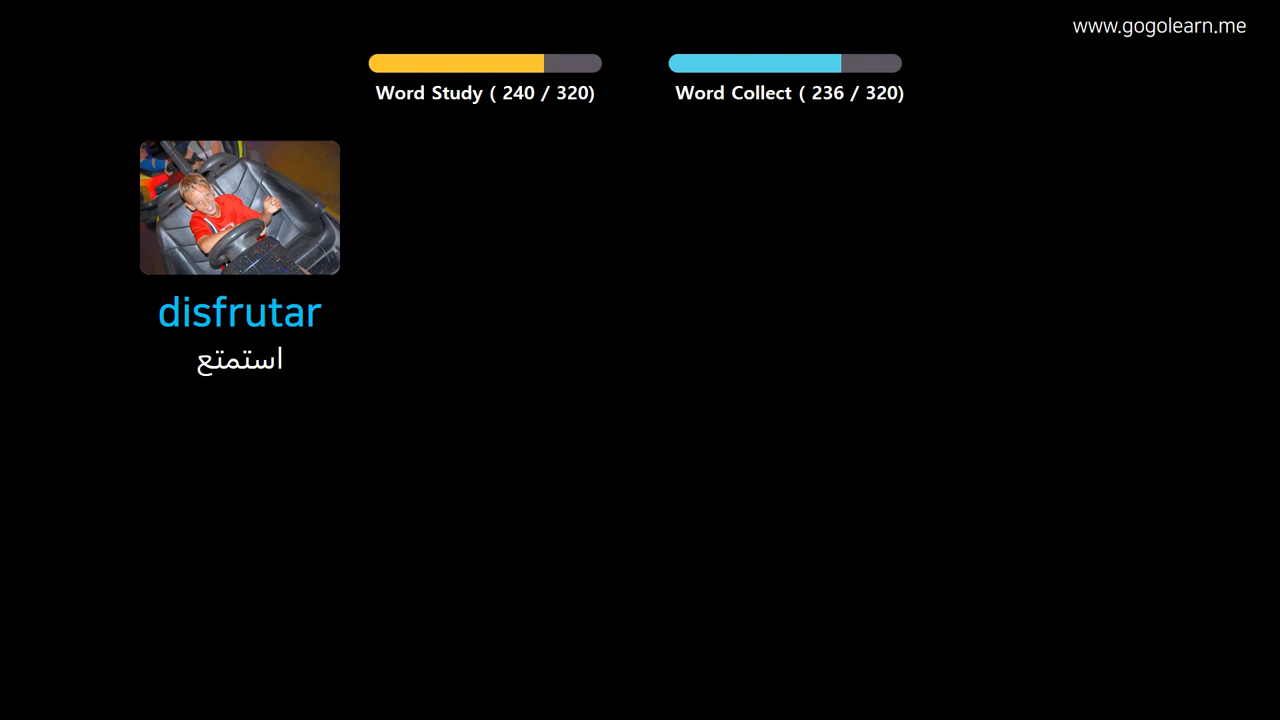 www.gogolearn.me
Word Study ( 240 / 320)
Word Collect ( 236 / 320)
disfrutar
استمتع